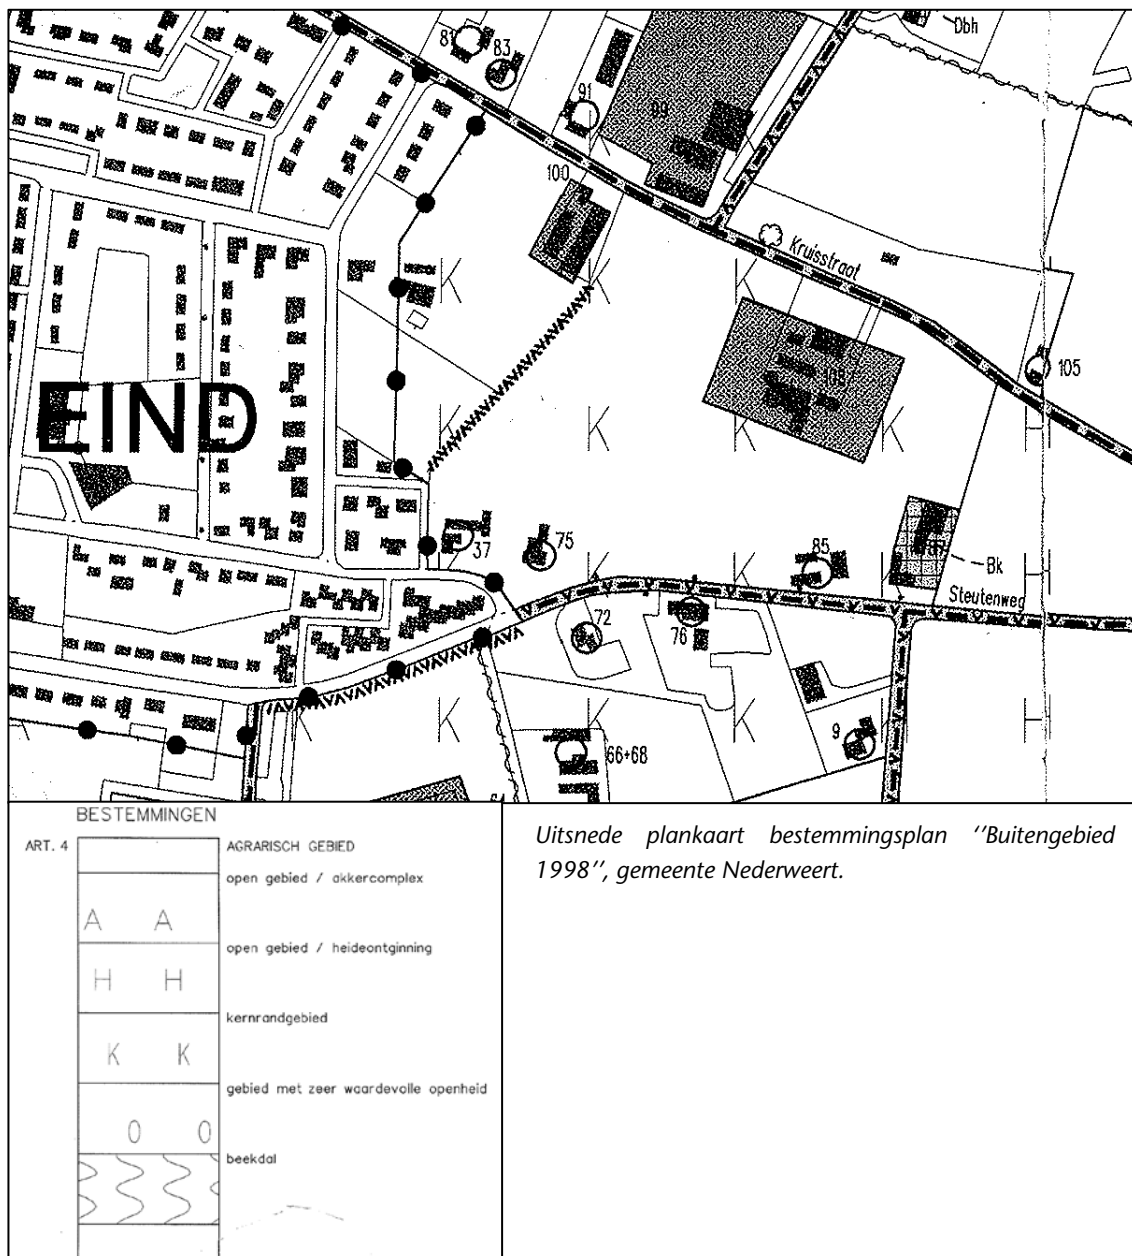 81
83
Dbh
91
99
100
Kruisstraat
K K K
105
108
EIND
K K K K H
37
75
85
Bk
K K K H
Steutenweg
72
76
9
K K K K H
66+68
BESTEMMINGEN
ART. 4 AGRARISCH GEBIED
open gebied / akkercomplex
A A
open gebied / heideontginning
H H
kernrandgebied
K K
gebied met zeer waardevolle openheid
O O
beekdal
Uitsnede plankaart bestemmingsplan ‘‘Buitengebied
1998’’, gemeente Nederweert.